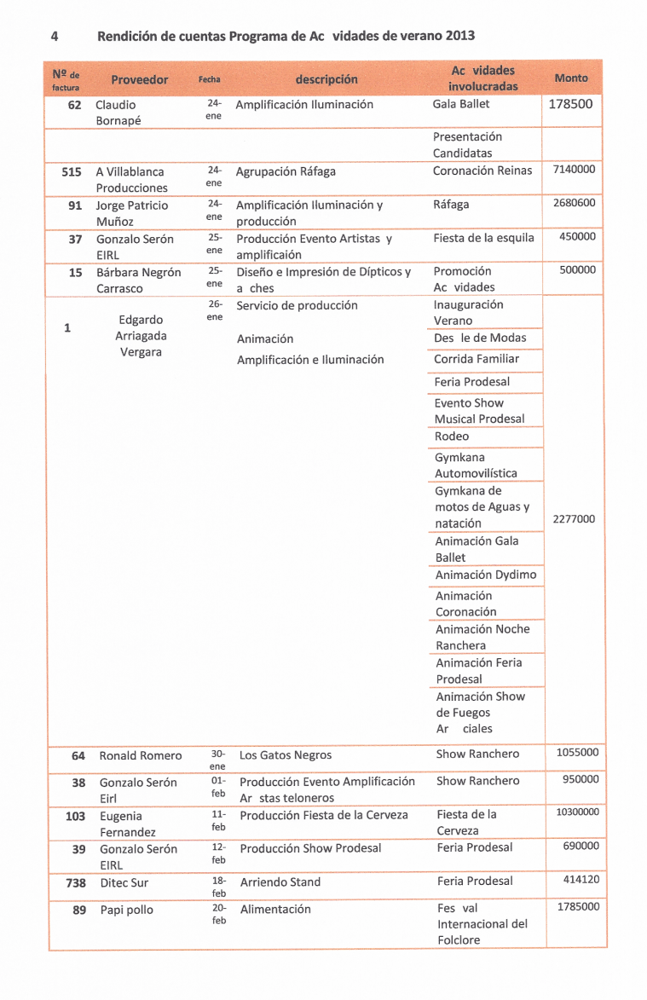 4 Rendición de cuentas Programa de Ac vidades de verano 2013
Nº de factura Proveedor Fecha descripción Ac vidades involucradas Monto
62 Claudio 24- Amplificación Iluminación Gala Ballet 178500
Bornapé ene
Presentación
Candidatas
515 A Villablanca 24- Agrupación Ráfaga Coronación Reinas 7140000
Producciones ene
91 Jorge Patricio 24- Amplificación Iluminación y Ráfaga 2680600
Muñoz ene producción
37 Gonzalo Serón 25- Producción Evento Artistas y Fiesta de la esquila 450000
EIRL ene amplificaión
15 Bárbara Negrón 25- Diseño e Impresión de Dípticos y Promoción 500000
Carrasco ene a ches Ac vidades
26- Servicio de producción Inauguración
1 Edgardo ene Verano
Arriagada Animación Des le de Modas
Vergara
Amplificación e Iluminación Corrida Familiar
Feria Prodesal
Evento Show
Musical Prodesal
Rodeo
Gymkana
Automovilística
Gymkana de
motos de Aguas y
natación 2277000
Animación Gala
Ballet
Animación Dydimo
Animación
Coronación
Animación Noche
Ranchera
Animación Feria
Prodesal
Animación Show
de Fuegos
Ar ciales
64 Ronald Romero 30- Los Gatos Negros Show Ranchero 1055000
ene
38 Gonzalo Serón 01- Producción Evento Amplificación Show Ranchero 950000
Eirl feb Ar stas teloneros
103 Eugenia 11- Producción Fiesta de la Cerveza Fiesta de la 10300000
Fernandez feb Cerveza
39 Gonzalo Serón 12- Producción Show Prodesal Feria Prodesal 690000
EIRL feb
738 Ditec Sur 18- Arriendo Stand Feria Prodesal 414120
feb
89 Papi pollo 20- Alimentación Fes val 1785000
feb Internacional del
Folclore